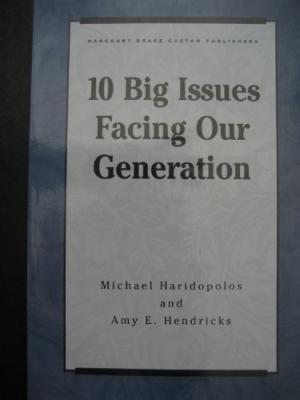 HARCOURT BRACE CUSTOM PUBLISHERS
10 Big Issues
Facing Our
Generation
Michael Haridopolos
and
Amy E. Hendricks